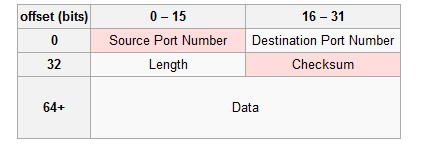 offset (bits) 0 – 15 16 – 31
0 Source Port Number Destination Port Number
32 Length Checksum
64+ Data